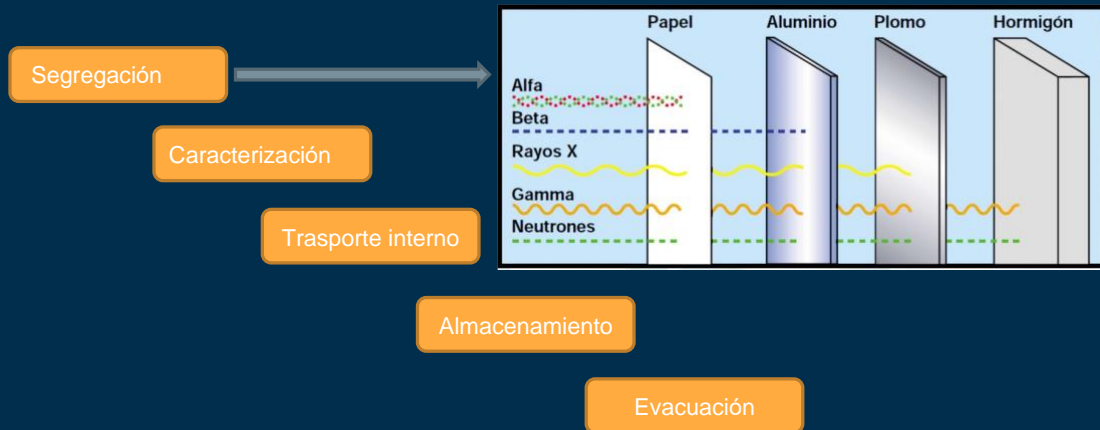 Papel Aluminio Plomo Hormigón
Segregación
Alfa
Beta
Caracterización
Rayos X
Gamma
Trasporte interno
Neutrones
Almacenamiento
Evacuación